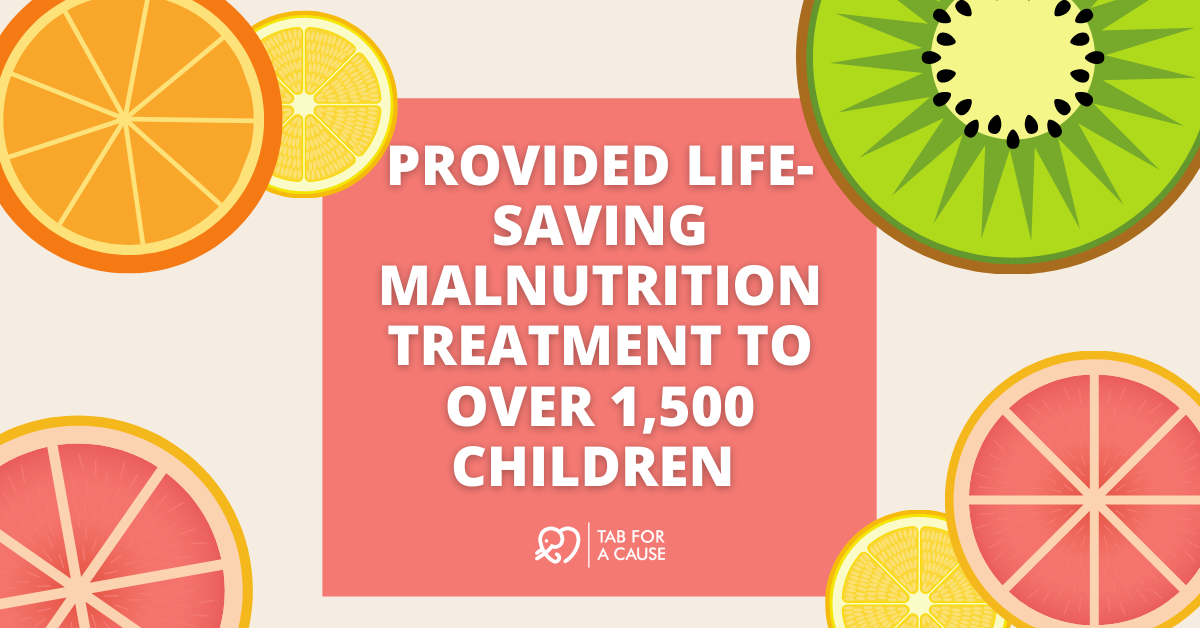 PROVIDED LIFE-
SAVING
MALNUTRITION
TREATMENT TO
OVER 1,500
CHILDREN
TAB FOR
A CAUSE